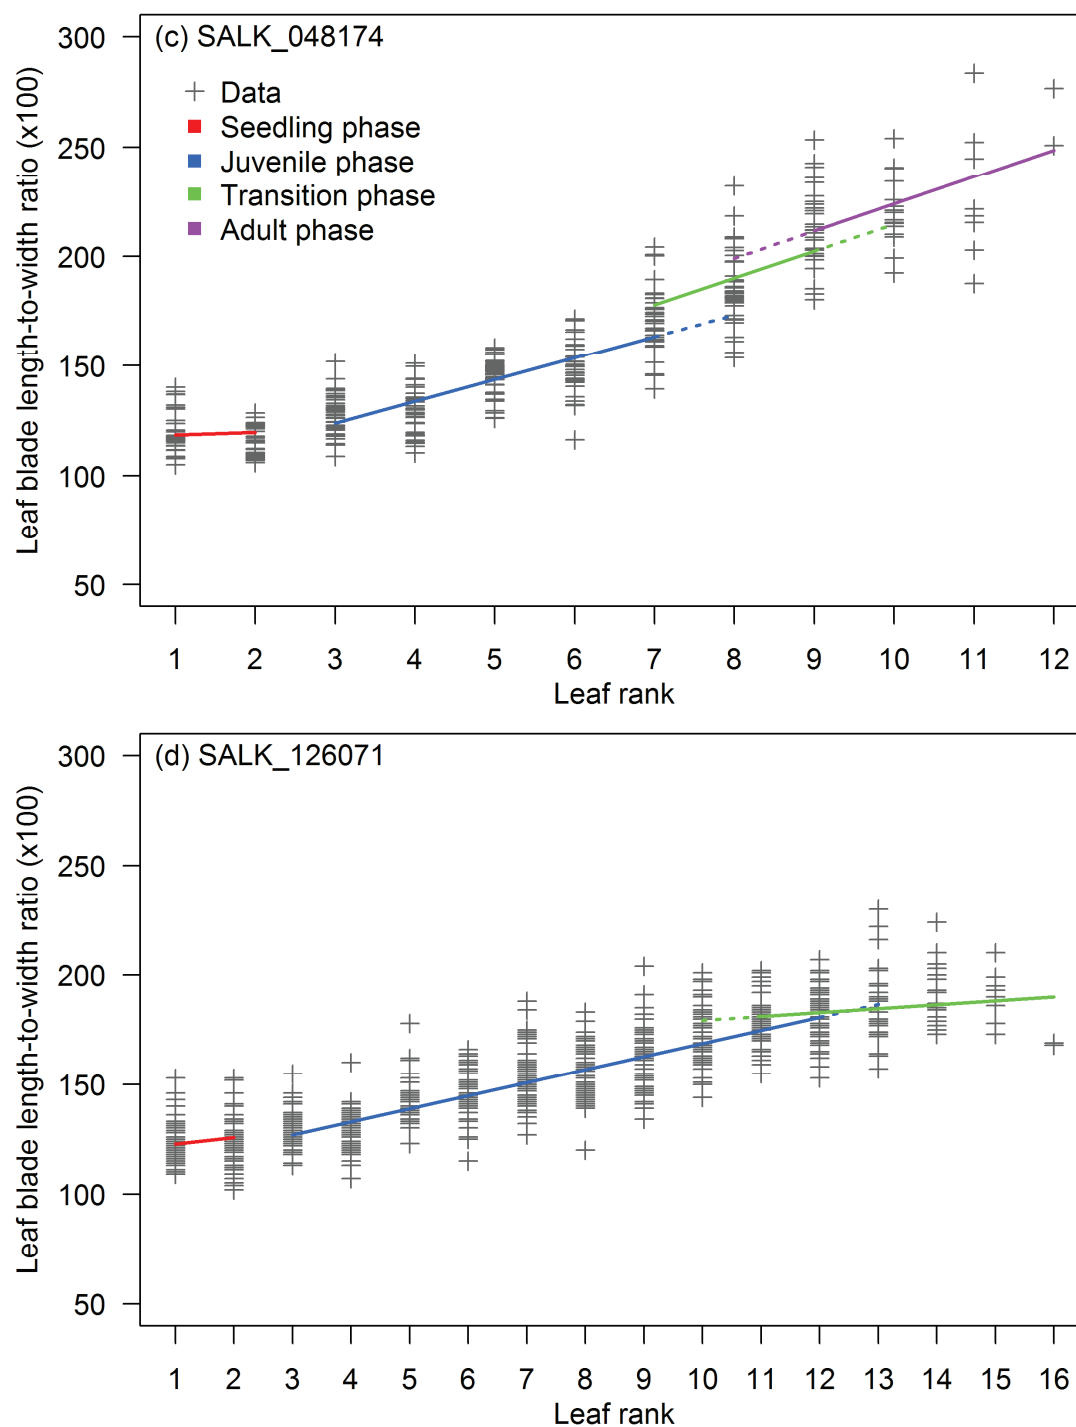 (c) SALK_048174
Data
Seedling phase
Juvenile phase
Transition phase
Adult phase
Leaf blade length-to-width ratio (x100)
300
250
200
150
100
50
1 2 3 4 5 6 7 8 9 10 11 12
Leaf rank
(d) SALK_126071
Leaf blade length-to-width ratio (x100)
300
250
200
150
100
50
1 2 3 4 5 6 7 8 9 10 11 12 13 14 15 16
Leaf rank